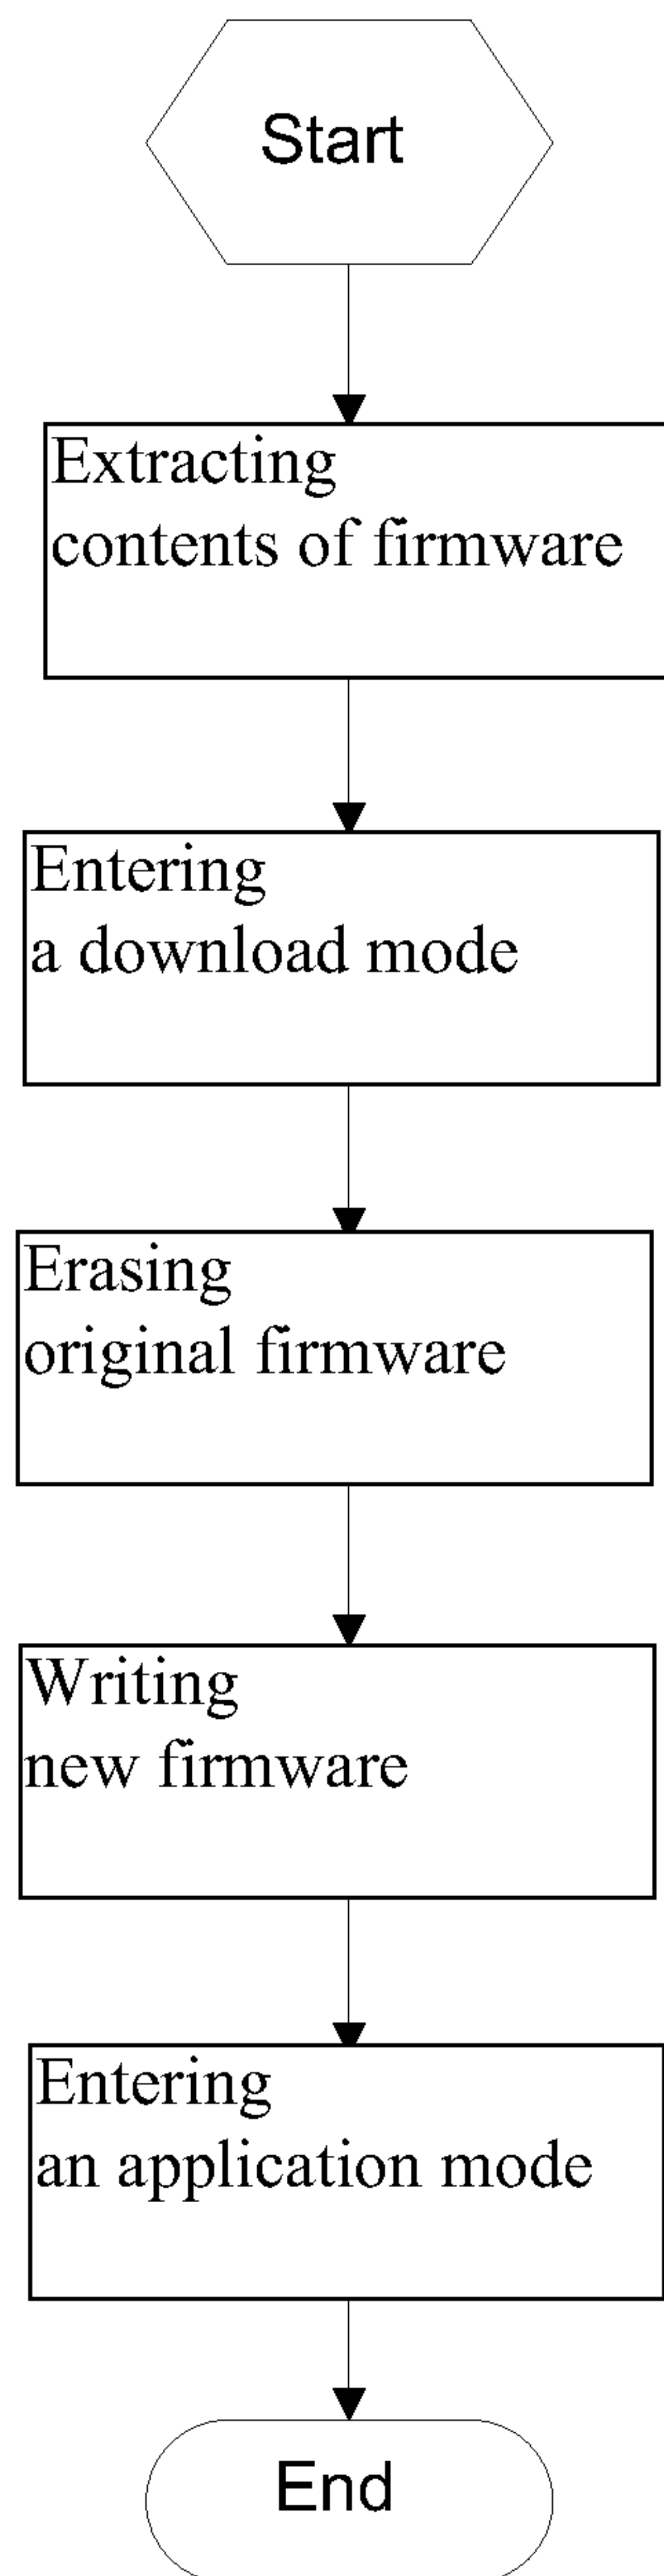 Start
Extracting
contents of firmware
Entering
a download mode
Erasing
original firmware
Writing
new firmware
Entering
an application mode
End